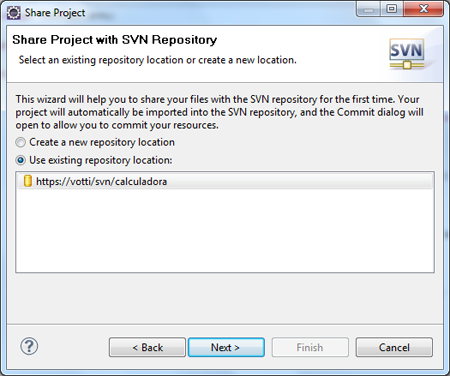 Share Project
Share Project with SVN Repository
Select an existing repository location or create a new location.
SVN
This wizard will help you to share your files with the SVN repository for the first time. Your
project will automatically be imported into the SVN repository, and the Commit dialog will
open to allow you to commit your resources.
Create a new repository location
Use existing repository location:
https://votti/svn/calculadora
?
< Back
Next >
Finish
Cancel